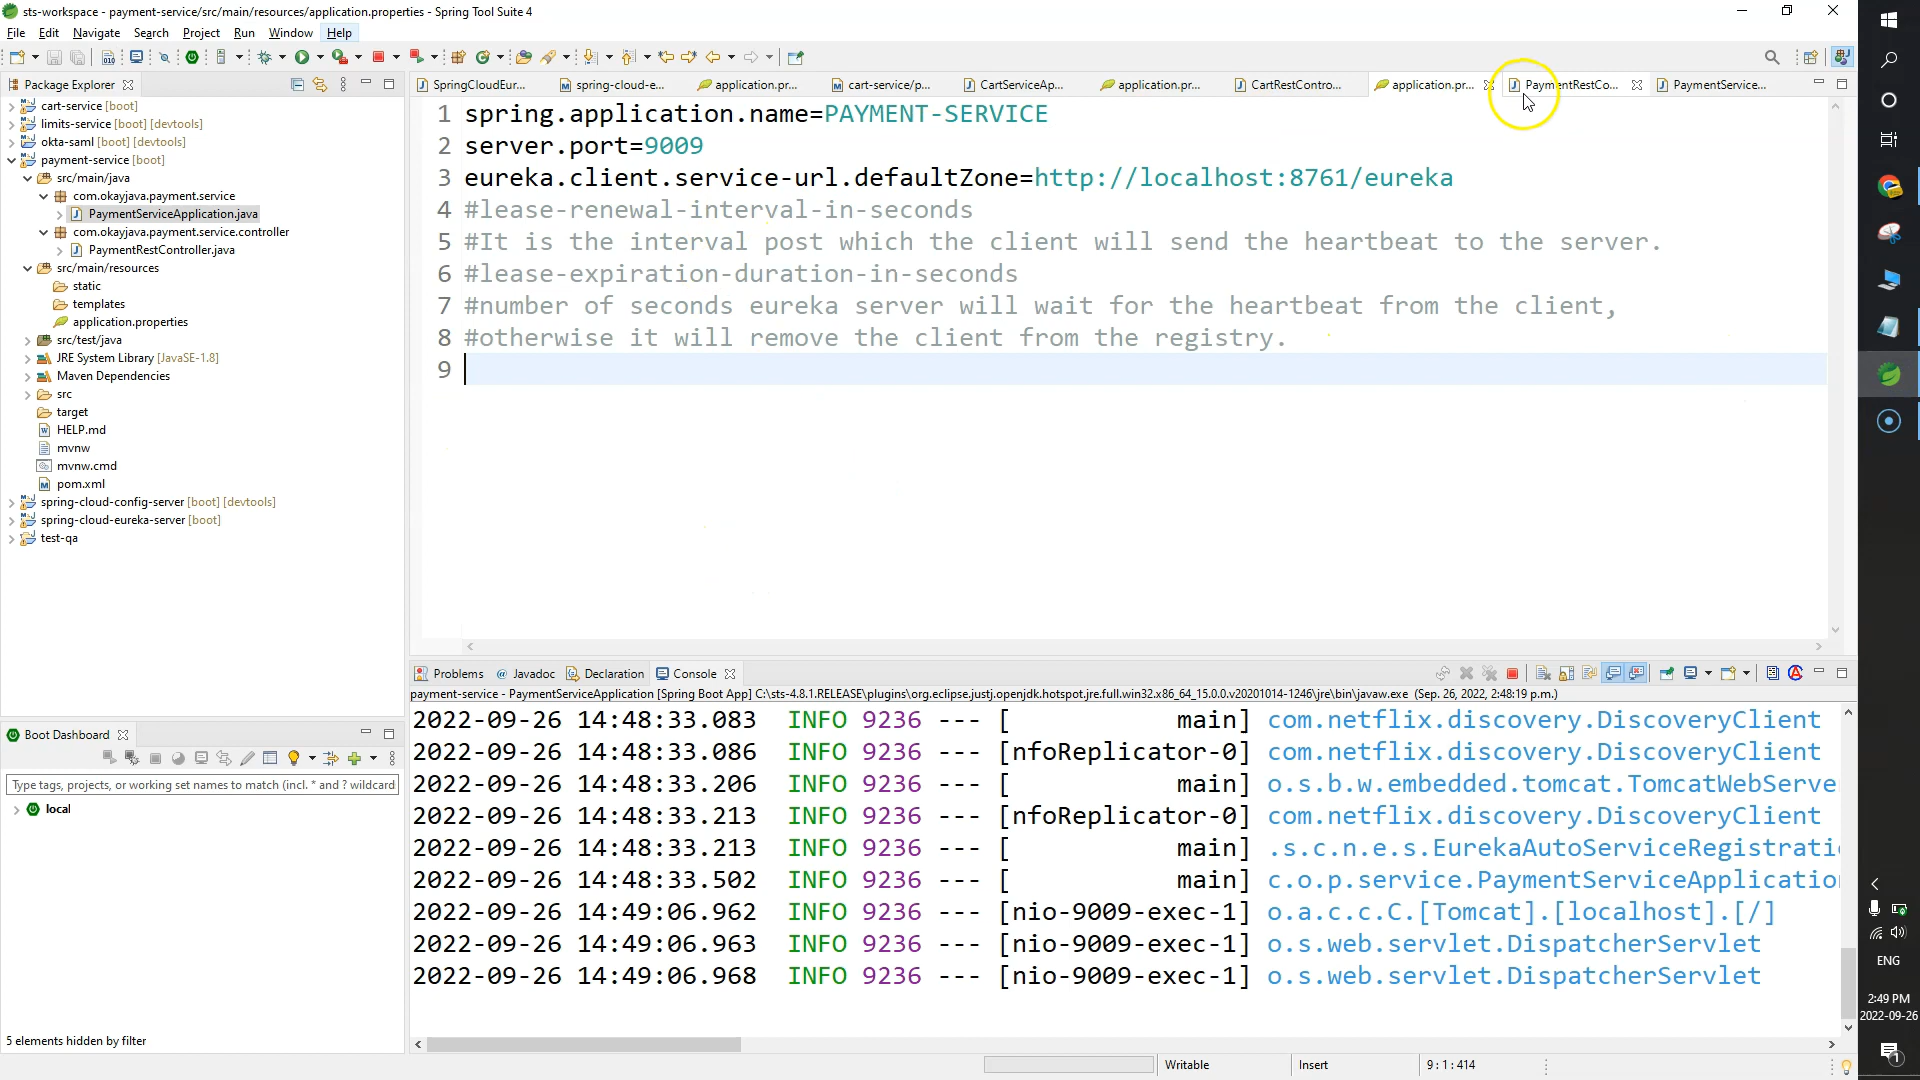 sts-workspace - payment-service/src/main/resources/application.properties - Spring Tool Suite 4
File Edit Navigate Search Project Run Window Help
Package Explorer
cart-service [boot]
limits-service [boot] [devtools]
okta-saml [boot] [devtools]
payment-service [boot]
src/main/java
com.okayjava.payment.service
PaymentServiceApplication.java
com.okayjava.payment.service.controller
PaymentRestController.java
src/main/resources
static
templates
application.properties
src/test/java
JRE System Library [JavaSE-1.8]
Maven Dependencies
src
target
HELP.md
mvnw
mvnw.cmd
pom.xml
spring-cloud-config-server [boot] [devtools]
spring-cloud-eureka-server [boot]
test-qa
Boot Dashboard
Type tags, projects, or working set names to match (incl. * and ? wildcard
local
5 elements hidden by filter
SpringCloudEur... spring-cloud-e... application.pr... cart-service/p... CartServiceAp... application.pr... CartRestContro... application.pr... PaymentRestCo... PaymentService...
1 spring.application.name=PAYMENT-SERVICE
2 server.port=9009
3 eureka.client.service-url.defaultZone=http://localhost:8761/eureka
4 #lease-renewal-interval-in-seconds
5 #It is the interval post which the client will send the heartbeat to the server.
6 #lease-expiration-duration-in-seconds
7 #number of seconds eureka server will wait for the heartbeat from the client,
8 #otherwise it will remove the client from the registry.
9
Problems Javadoc Declaration Console
payment-service - PaymentServiceApplication [Spring Boot App] C:\sts-4.8.1.RELEASE\plugins\org.eclipse.justj.openjdk.hotspot.jre.full.win32.x86_64_15.0.0.v20201014-1246\jre\bin\javaw.exe (Sep. 26, 2022, 2:48:19 p.m.)
2022-09-26 14:48:33.083 INFO 9236 --- [ main] com.netflix.discovery.DiscoveryClient
2022-09-26 14:48:33.086 INFO 9236 --- [nfoReplicator-0] com.netflix.discovery.DiscoveryClient
2022-09-26 14:48:33.206 INFO 9236 --- [ main] o.s.b.w.embedded.tomcat.TomcatWebServe
2022-09-26 14:48:33.213 INFO 9236 --- [nfoReplicator-0] com.netflix.discovery.DiscoveryClient
2022-09-26 14:48:33.213 INFO 9236 --- [ main] .s.c.n.e.s.EurekaAutoServiceRegistrati
2022-09-26 14:48:33.502 INFO 9236 --- [ main] c.o.p.service.PaymentServiceApplication
2022-09-26 14:49:06.962 INFO 9236 --- [nio-9009-exec-1] o.a.c.c.C.[Tomcat].[localhost].[/]
2022-09-26 14:49:06.963 INFO 9236 --- [nio-9009-exec-1] o.s.web.servlet.DispatcherServlet
2022-09-26 14:49:06.968 INFO 9236 --- [nio-9009-exec-1] o.s.web.servlet.DispatcherServlet
Writable Insert 9 : 1 : 414
ENG
2:49 PM
2022-09-26
1